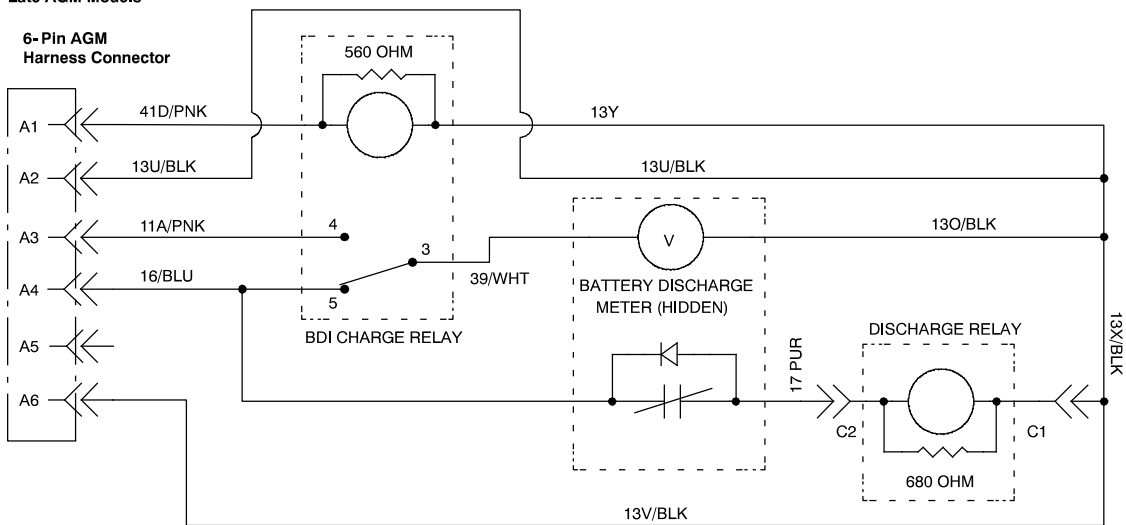 Late AGM Models
6-Pin AGM
Harness Connector
560 OHM
A1
41D/PNK
13Y
A2
13U/BLK
13U/BLK
A3
11A/PNK
4
3
V
13O/BLK
A4
16/BLU
5
39/WHT
BATTERY DISCHARGE
METER (HIDDEN)
BDI CHARGE RELAY
DISCHARGE RELAY
13X/BLK
A5
17 PUR
A6
C2
C1
680 OHM
13V/BLK